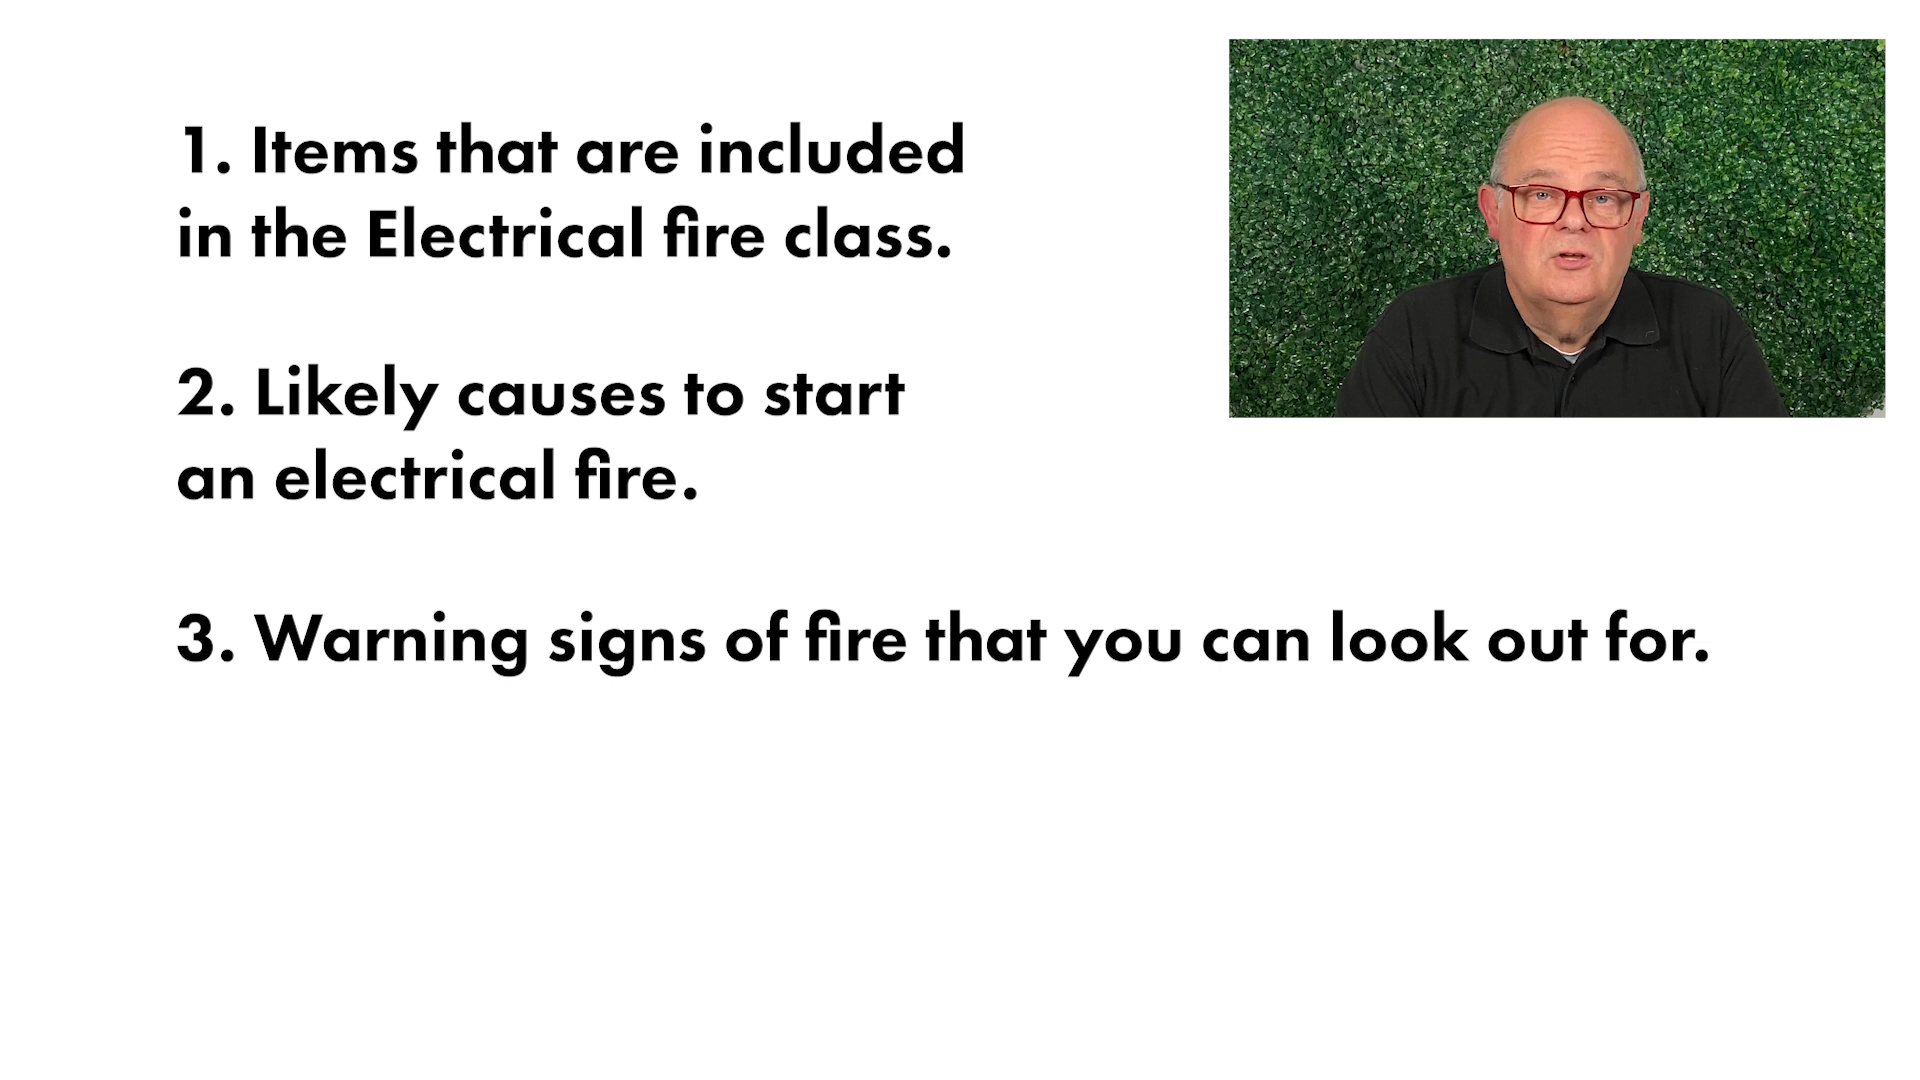 1. Items that are included
in the Electrical fire class.
2. Likely causes to start
an electrical fire.
3. Warning signs of fire that you can look out for.